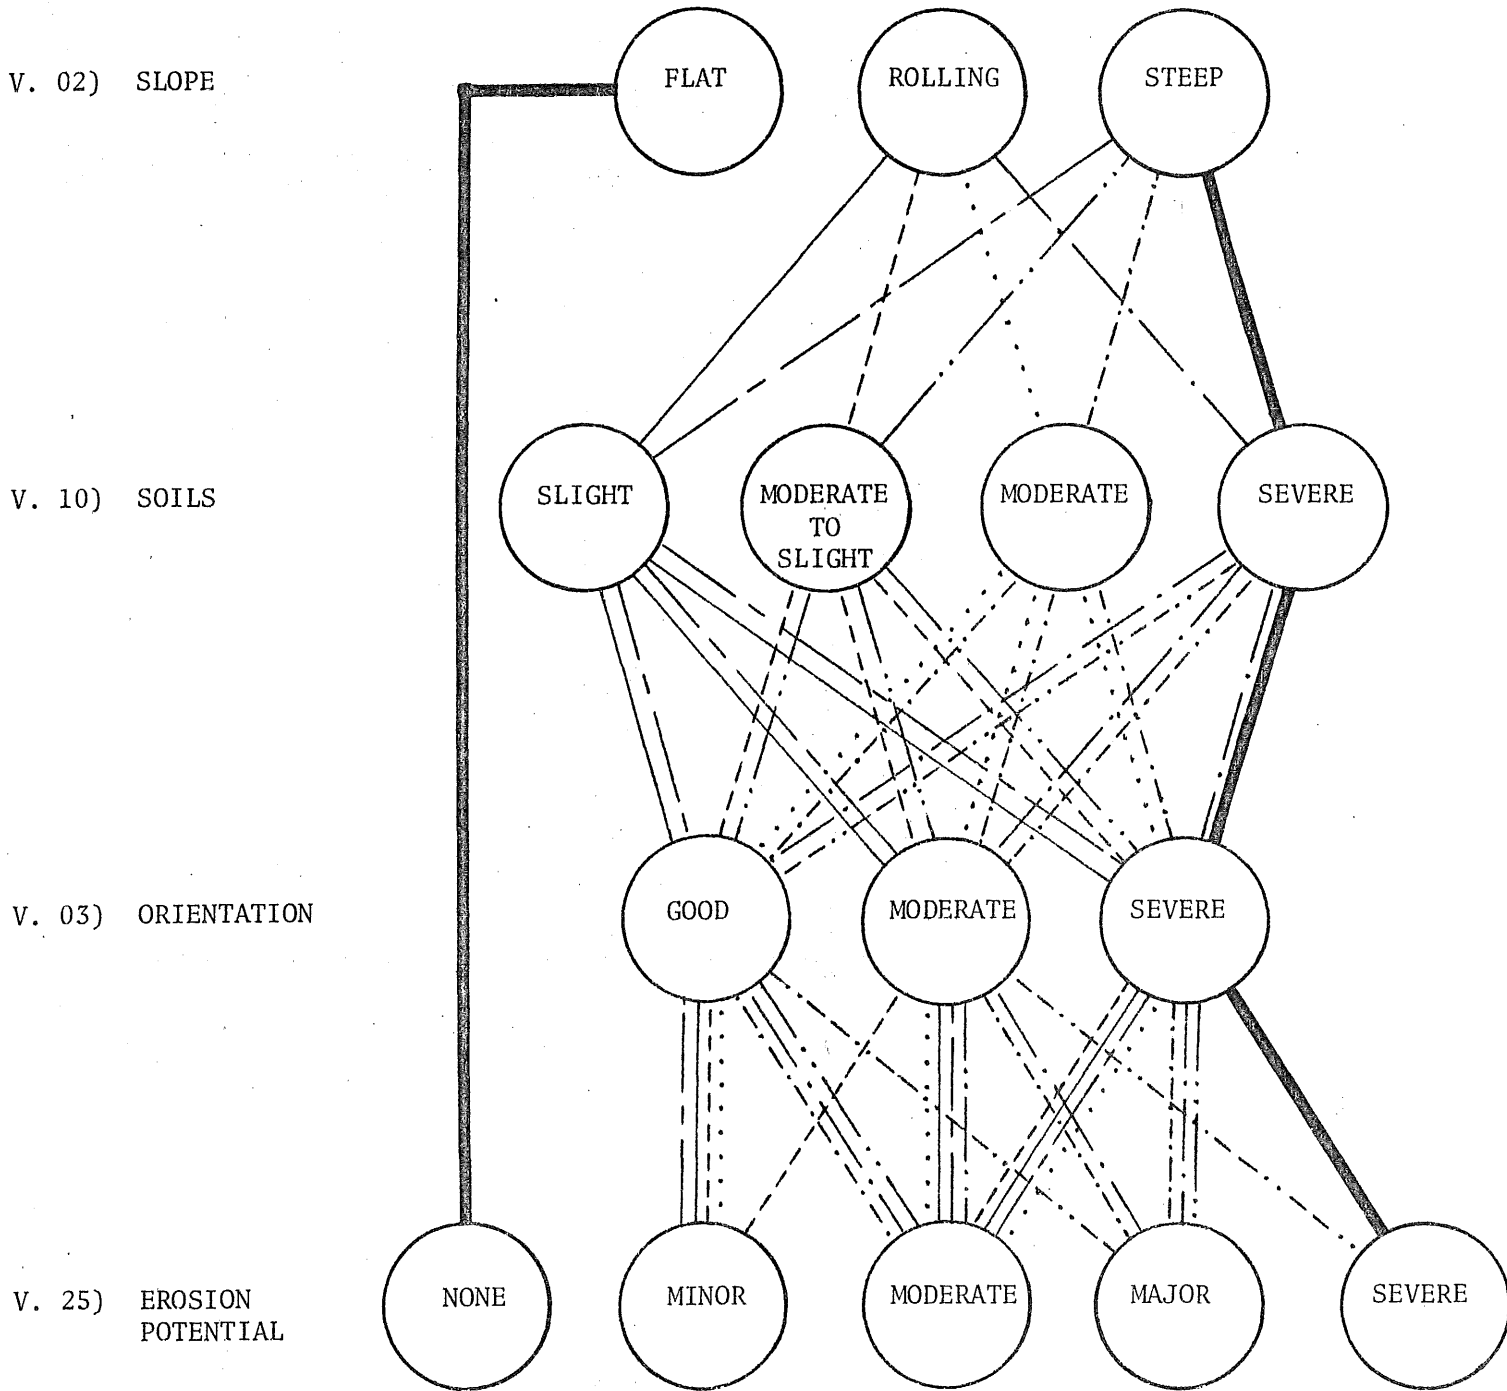 V. 02) SLOPE FLAT ROLLING STEEP
V. 10) SOILS SLIGHT MODERATE TO SLIGHT MODERATE SEVERE
V. 03) ORIENTATION GOOD MODERATE SEVERE
V. 25) EROSION POTENTIAL NONE MINOR MODERATE MAJOR SEVERE